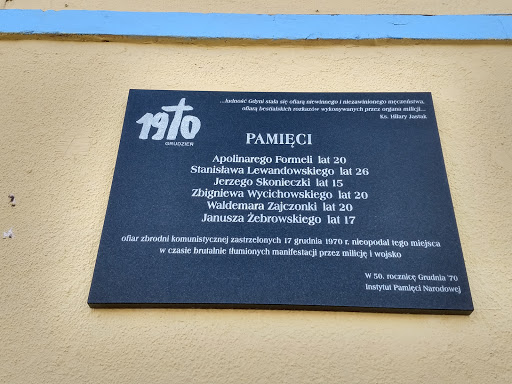 ...ludność Gdyni stała się ofiarą niewinnego i niezawinionego męczeństwa,
ofiarą bestialskich rozkazów wykonywanych przez organa milicji...
Ks. Hilary Jastak
1970
GRUDZIEŃ
PAMIĘCI
Apolinarego Formeli lat 20
Stanisława Lewandowskiego lat 26
Jerzego Skonieczki lat 15
Zbigniewa Wycichowskiego lat 20
Waldemara Zajczonki lat 20
Janusza Żebrowskiego lat 17
ofiar zbrodni komunistycznej zastrzelonych 17 grudnia 1970 r. nieopodal tego miejsca
w czasie brutalnie tłumionych manifestacji przez milicję i wojsko
W 50. rocznicę Grudnia '70
Instytut Pamięci Narodowej